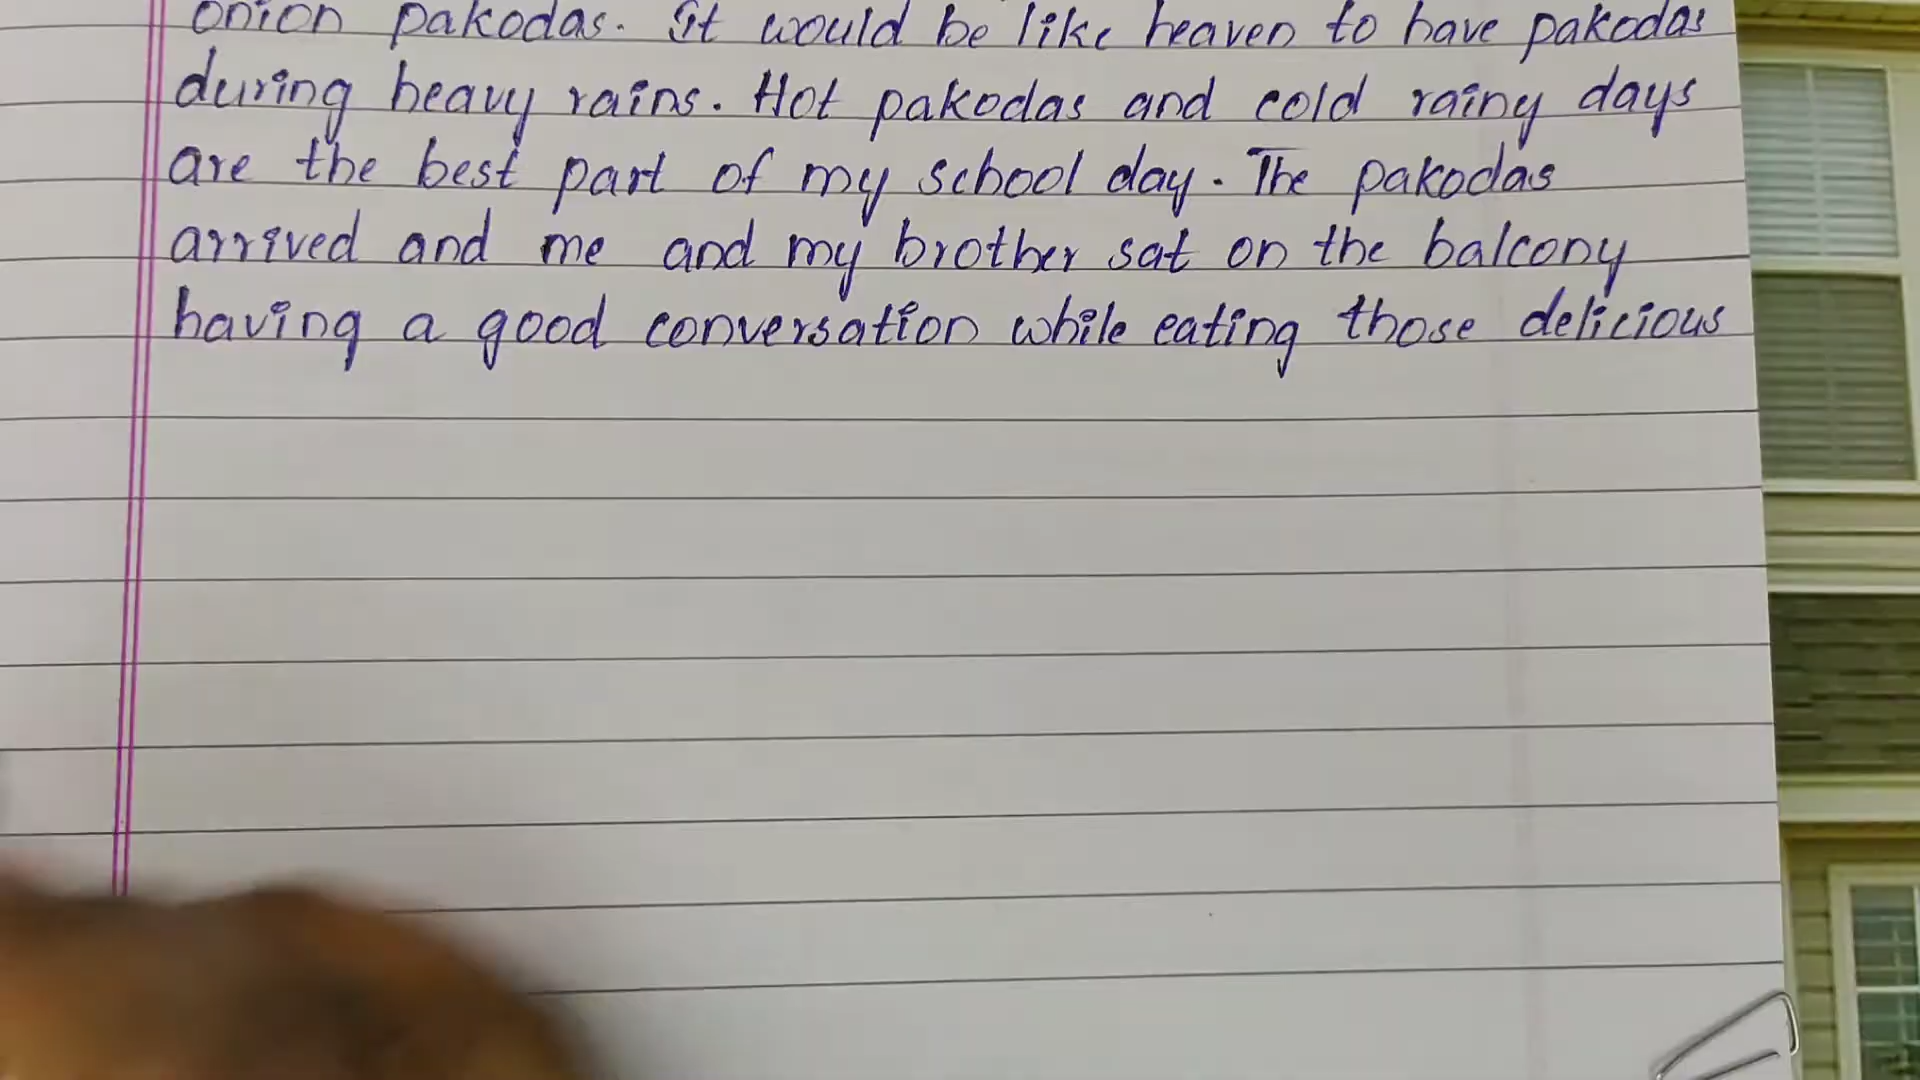 onion pakodas. It would be like heaven to have pakodas
during heavy rains. Hot pakodas and cold rainy days
are the best part of my school day. The pakodas
arrived and me and my brother sat on the balcony
having a good conversation while eating those delicious